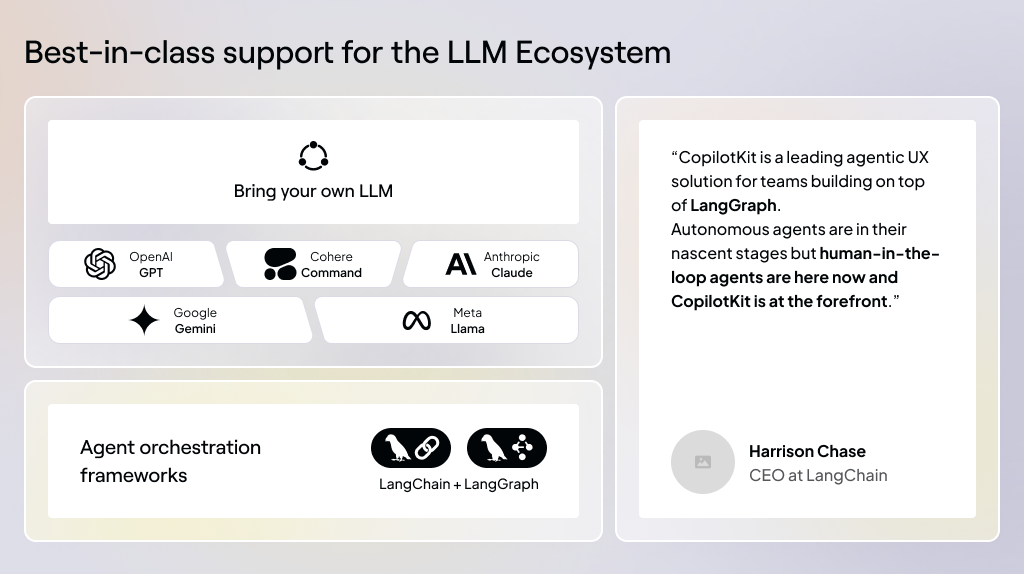 Best-in-class support for the LLM Ecosystem
Bring your own LLM
OpenAI
GPT
Cohere
Command
Anthropic
Claude
Google
Gemini
Meta
Llama
Agent orchestration
frameworks
LangChain + LangGraph
“CopilotKit is a leading agentic UX
solution for teams building on top
of LangGraph.
Autonomous agents are in their
nascent stages but human-in-the-
loop agents are here now and
CopilotKit is at the forefront.”
Harrison Chase
CEO at LangChain